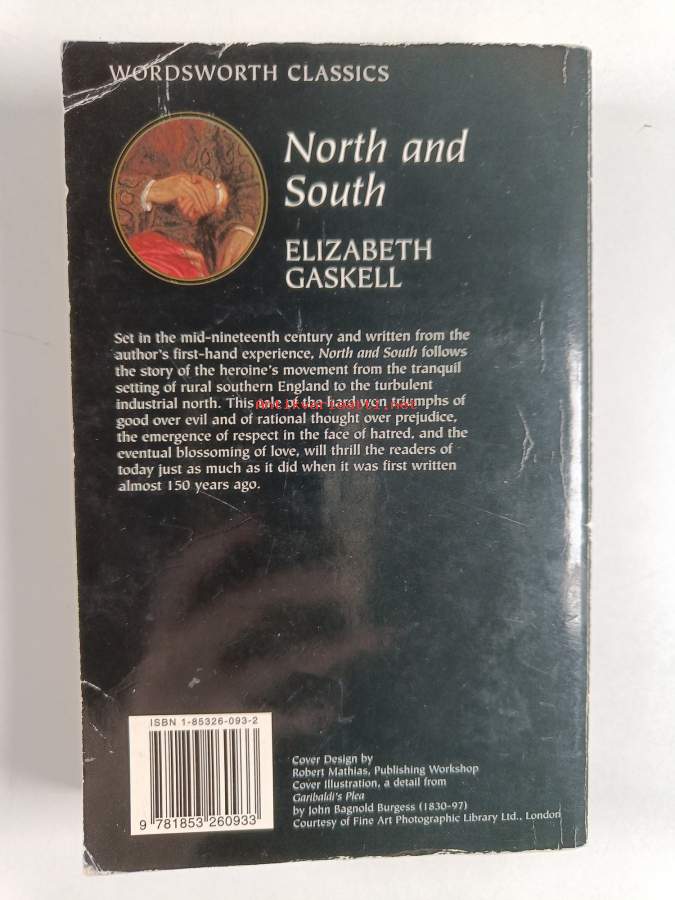 WORDSWORTH CLASSICS
North and
South
ELIZABETH
GASKELL
Set in the mid-nineteenth century and written from the
author's first-hand experience, North and South follows
the story of the heroine's movement from the tranquil
setting of rural southern England to the turbulent
industrial north. This tale of the hard-won triumphs of
good over evil and of rational thought over prejudice,
the emergence of respect in the face of hatred, and the
eventual blossoming of love, will thrill the readers of
today just as much as it did when it was first written
almost 150 years ago.
ISBN 1-85326-093-2
9 781853 260933
Cover Design by
Robert Mathias, Publishing Workshop
Cover Illustration, a detail from
Garibaldi's Plea
by John Bagnold Burgess (1830-97)
Courtesy of Fine Art Photographic Library Ltd., London